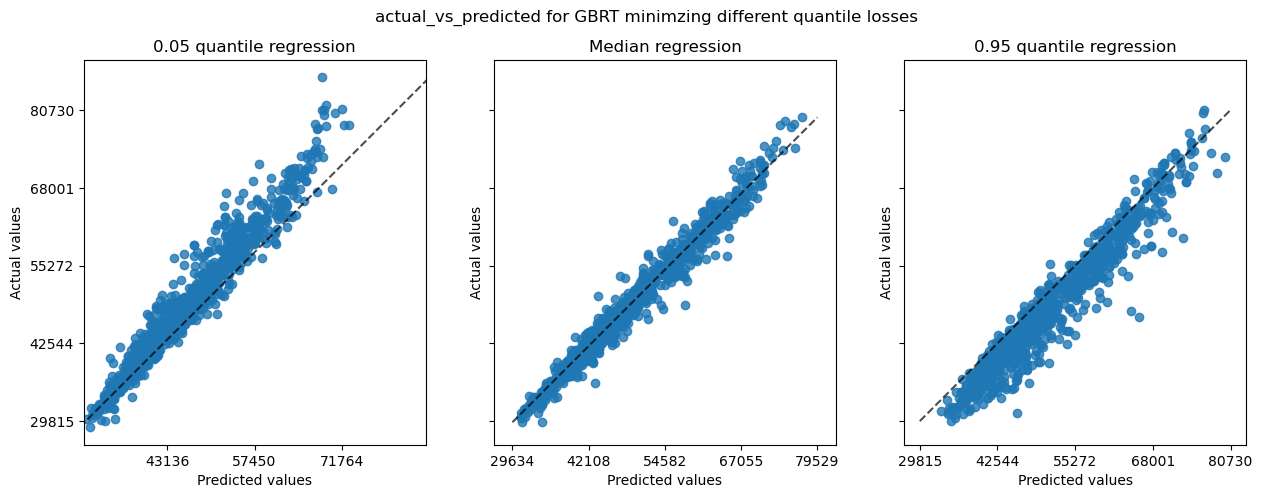 actual_vs_predicted for GBRT minimzing different quantile losses
0.05 quantile regression
Median regression
0.95 quantile regression
Actual values
80730
68001
55272
42544
29815
43136 57450 71764
Predicted values
Actual values
29634 42108 54582 67055 79529
Predicted values
Actual values
29815 42544 55272 68001 80730
Predicted values